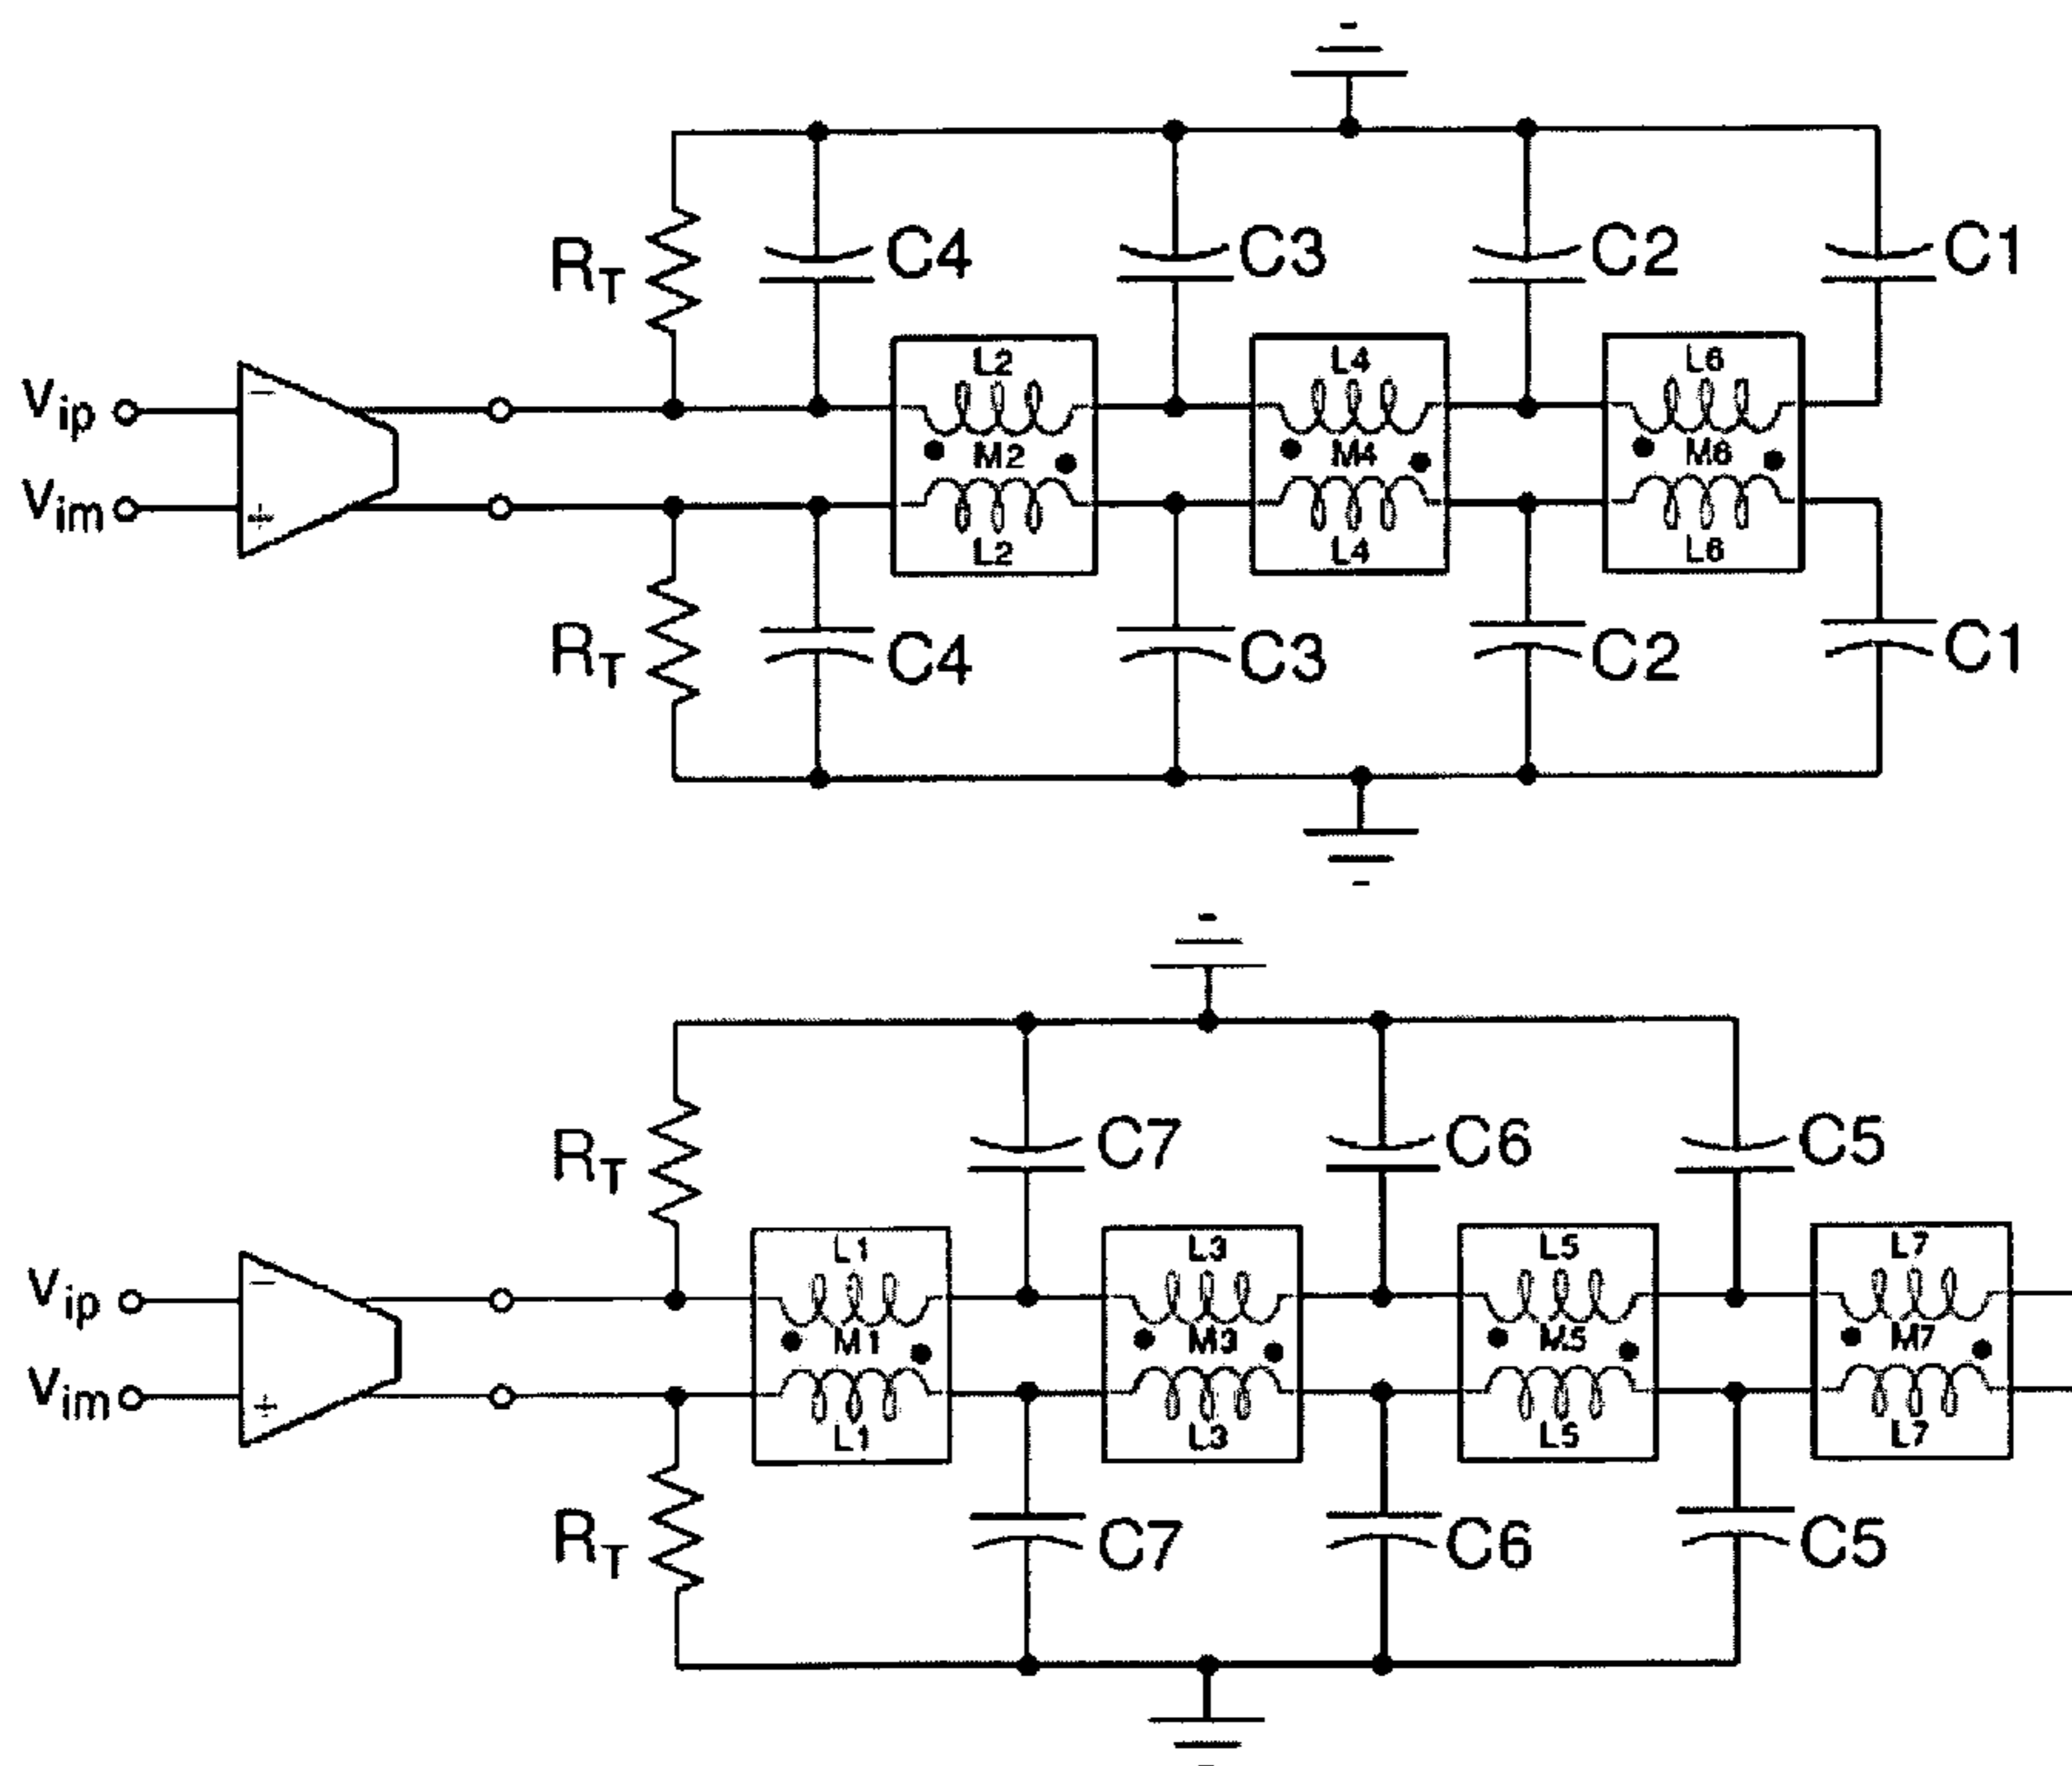 C4 C3 C2 C1
RT
L2 L4 L6
Vip −
M2 M4 M6
Vim +
L2 L4 L6
RT C4 C3 C2 C1
RT C7 C6 C5
L1 L3 L5 L7
Vip −
M1 M3 M5 M7
Vim +
L1 L3 L5 L7
RT C7 C6 C5